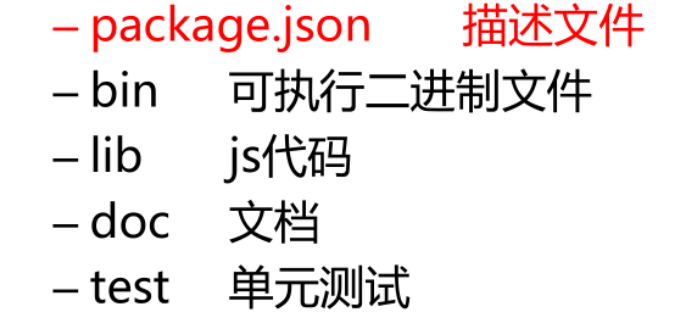 – package.json 描述文件
– bin 可执行二进制文件
– lib js代码
– doc 文档
– test 单元测试